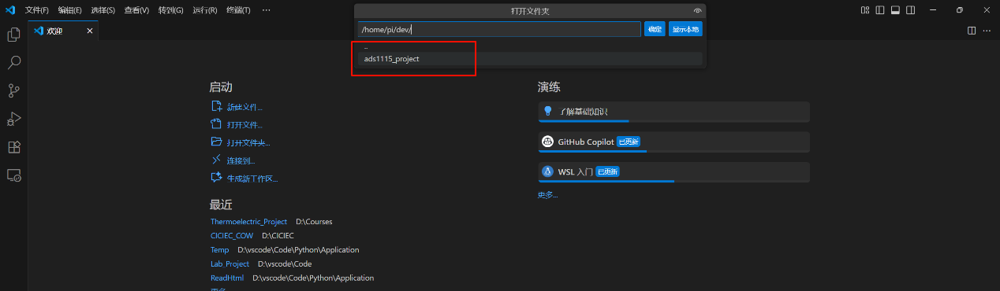 文件(F) 编辑(E) 选择(S) 查看(V) 转到(G) 运行(R) 终端(T) ···
打开文件夹
欢迎
/home/pi/dev/
确定
显示本地
..
ads1115_project
启动
新建文件...
打开文件...
打开文件夹...
连接到...
生成新工作区...
最近
Thermoelectric_Project D:\Courses
CICIEC_COW D:\CICIEC
Temp D:\vscode\Code\Python\Application
Lab_Project D:\vscode\Code
ReadHtml D:\vscode\Code\Python\Application
演练
了解基础知识
GitHub Copilot 已更新
WSL 入门 已更新
更多...